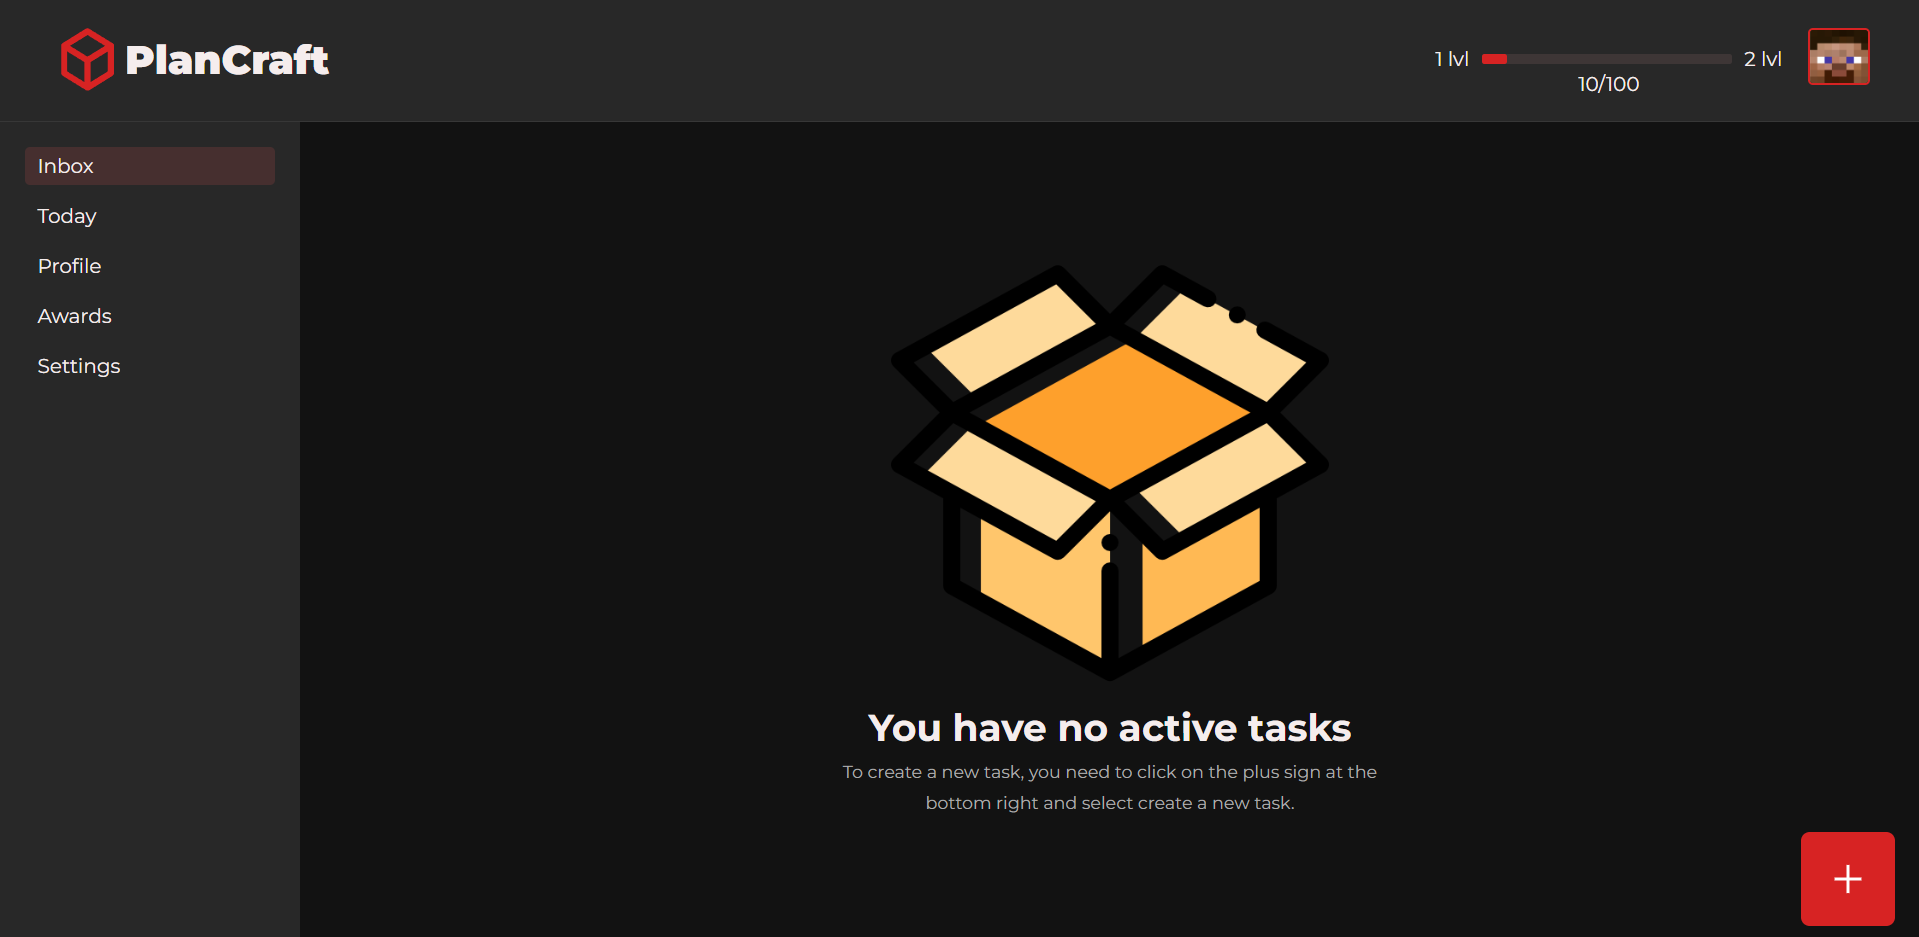 PlanCraft
1 lvl
2 lvl
10/100
Inbox
Today
Profile
Awards
Settings
You have no active tasks
To create a new task, you need to click on the plus sign at the
bottom right and select create a new task.